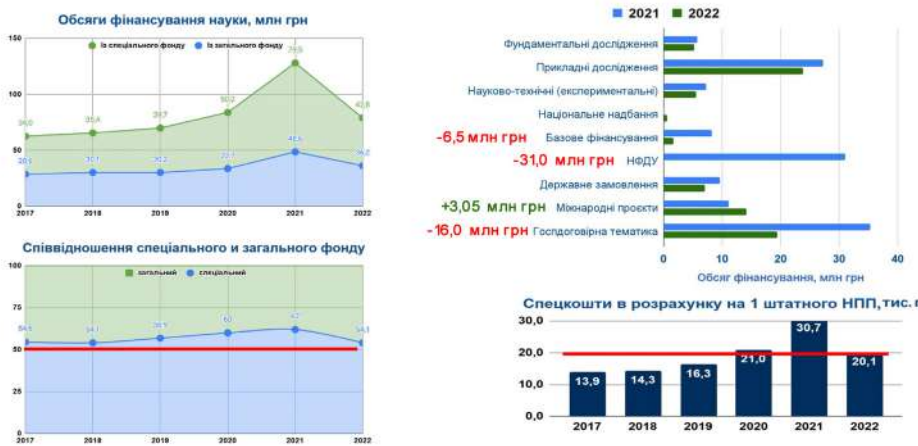 Обсяги фінансування науки, млн грн
150
100
50
0
із спеціального фонду
із загального фонду
35,4
50,2
2017
2018
2019
2020
2021
2022
Співвідношення спеціального и загального фонду
100
75
50
25
0
загальний
спеціальний
60
62
2017
2018
2019
2020
2021
2022
2021
2022
Фундаментальні дослідження
Прикладні дослідження
Науково-технічні (експериментальні)
Національне надбання
-6,5 млн грн Базове фінансування
-31,0 млн грн НФДУ
Державне замовлення
+3,05 млн грн Міжнародні проєкти
-16,0 млн грн Госпдоговірна тематика
0 10 20 30 40
Обсяг фінансування, млн грн
Спецкошти в розрахунку на 1 штатного НПП, тис. г
30,0
20,0
10,0
0,0
13,9 14,3 16,3 21,0 30,7 20,1
2017 2018 2019 2020 2021 2022